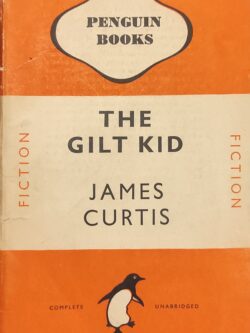 PENGUIN
BOOKS
THE
GILT KID
JAMES
CURTIS
FICTION
FICTION
COMPLETE UNABRIDGED